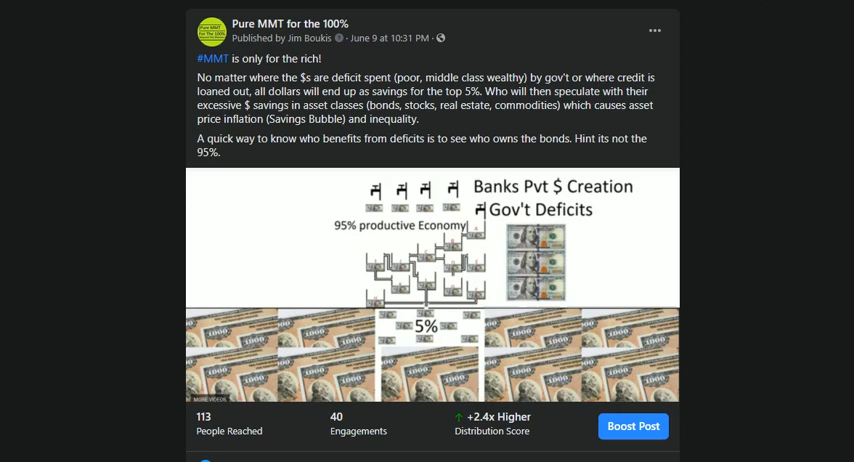 Pure MMT for the 100%
Published by Jim Boukis · June 9 at 10:31 PM ·
#MMT is only for the rich!
No matter where the $s are deficit spent (poor, middle class wealthy) by gov't or where credit is
loaned out, all dollars will end up as savings for the top 5%. Who will then speculate with their
excessive $ savings in asset classes (bonds, stocks, real estate, commodities) which causes asset
price inflation (Savings Bubble) and inequality.
A quick way to know who benefits from deficits is to see who owns the bonds. Hint its not the
95%.
Banks Pvt $ Creation
Gov't Deficits
95% productive Economy
5%
MORE VIDEOS
113
People Reached
40
Engagements
+2.4x Higher
Distribution Score
Boost Post